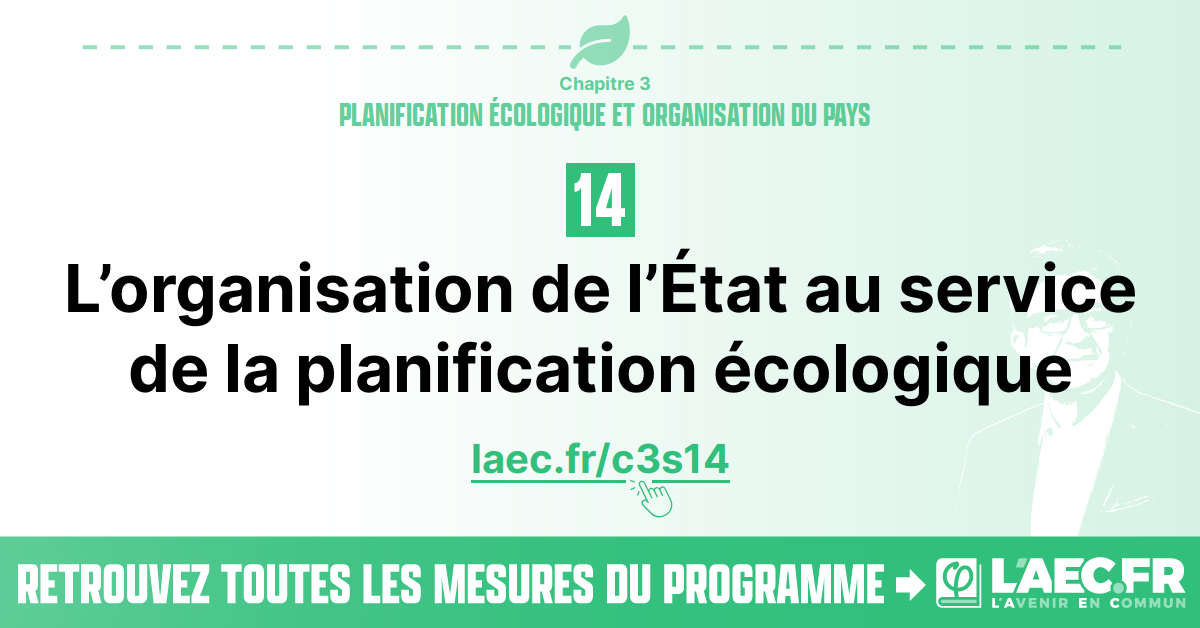 Chapitre 3
PLANIFICATION ÉCOLOGIQUE ET ORGANISATION DU PAYS
14
L’organisation de l’État au service
de la planification écologique
laec.fr/c3s14
RETROUVEZ TOUTES LES MESURES DU PROGRAMME
φ L'AEC.FR
L'AVENIR EN COMMUN